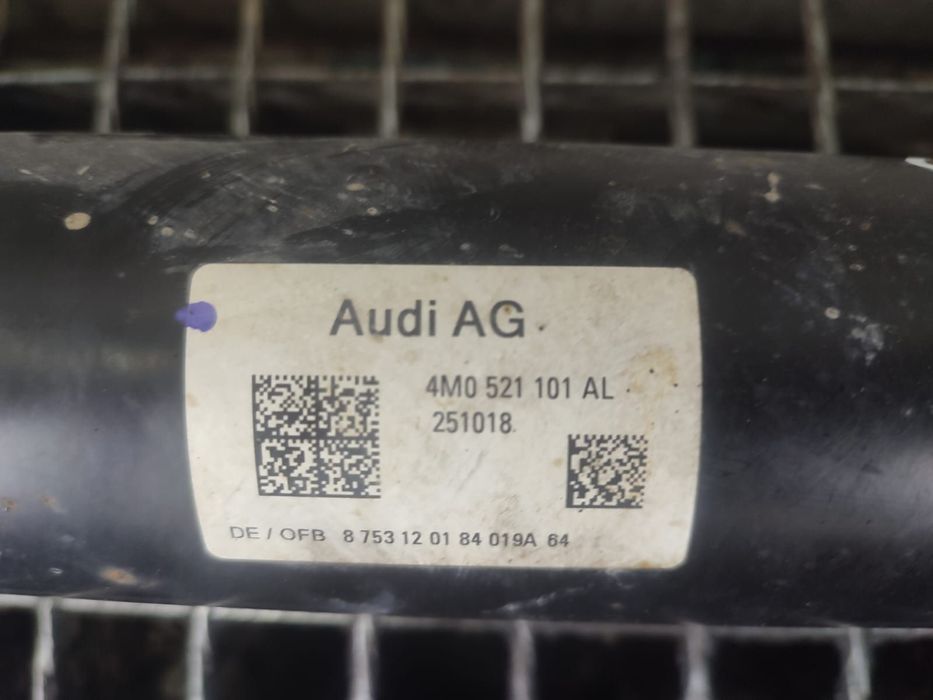 Audi AG
4M0 521 101 AL
251018
DE / OFB 8 753 12 01 84 019A 64